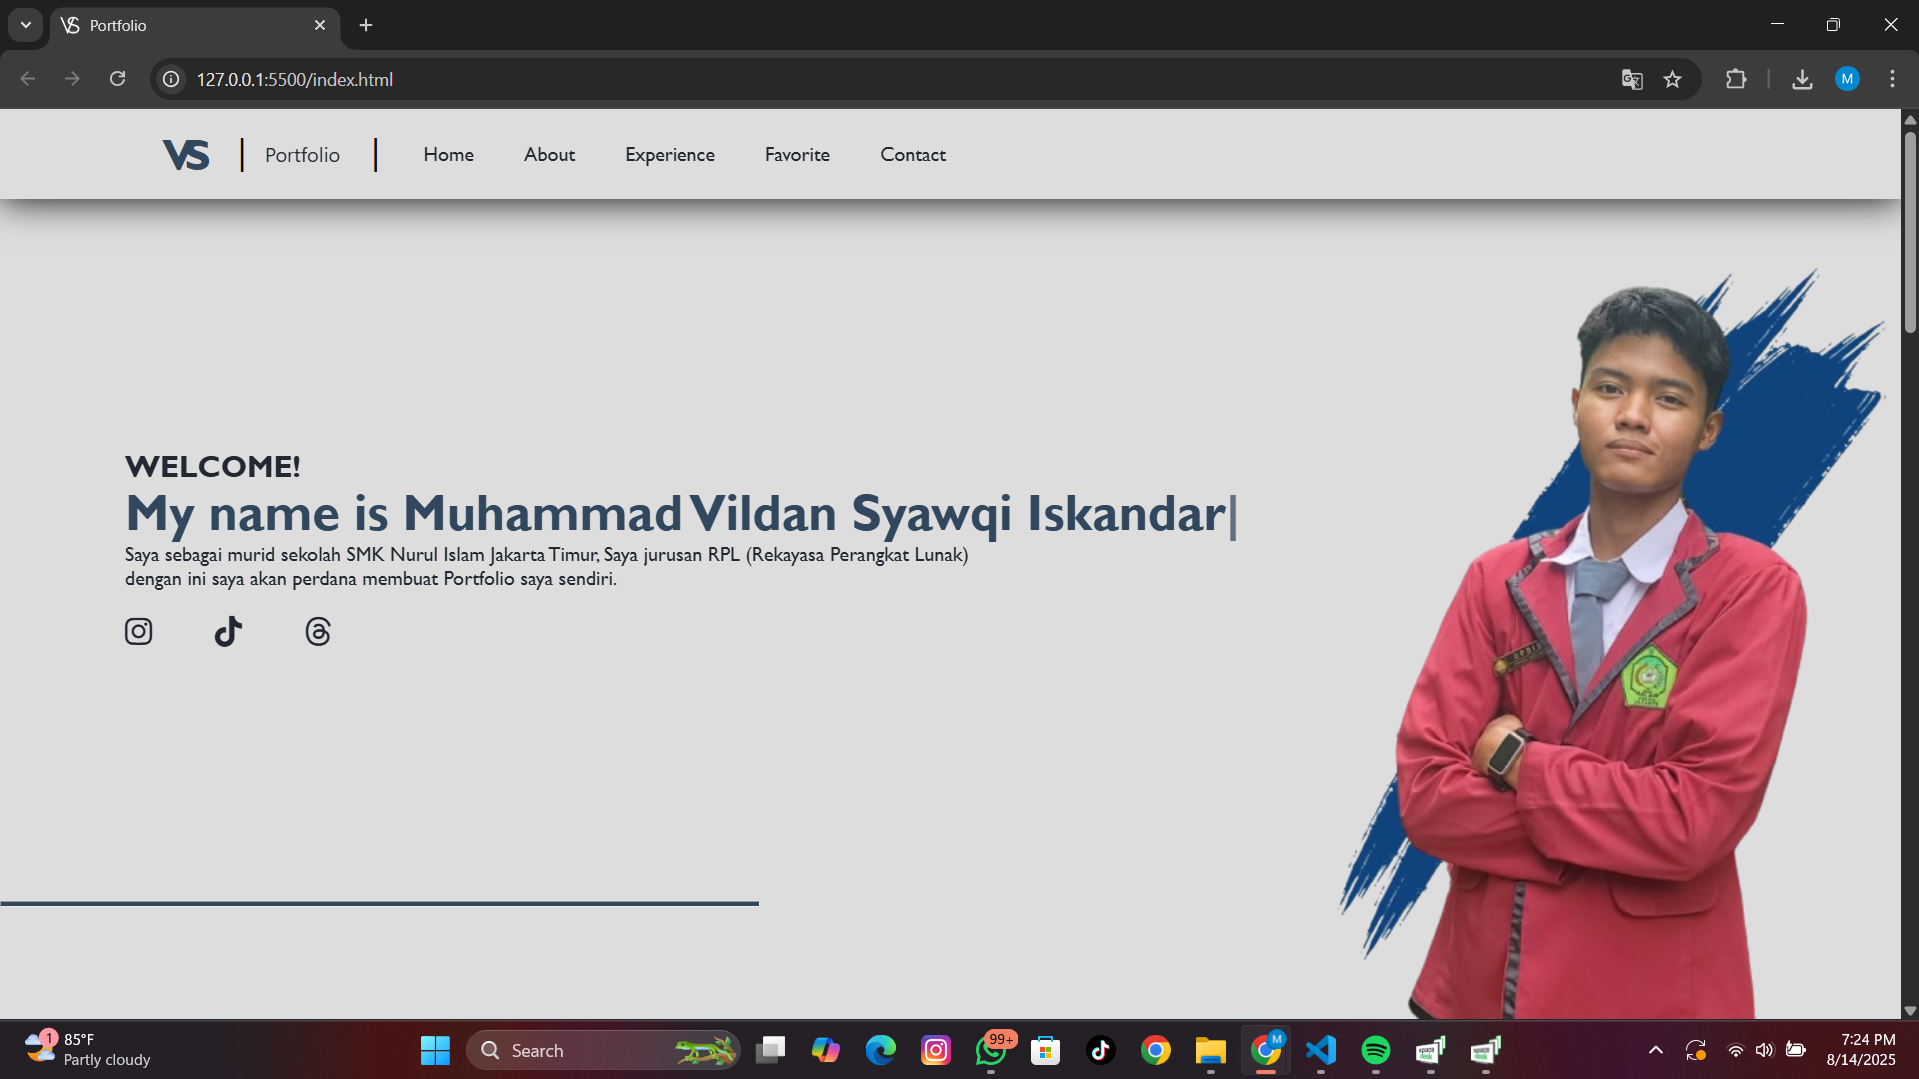 VS Portfolio
127.0.0.1:5500/index.html
M
VS Portfolio Home About Experience Favorite Contact
WELCOME!
My name is Muhammad Vildan Syawqi Iskandar|
Saya sebagai murid sekolah SMK Nurul Islam Jakarta Timur, Saya jurusan RPL (Rekayasa Perangkat Lunak)
dengan ini saya akan perdana membuat Portfolio saya sendiri.
1
85°F
Partly cloudy
Search
99+
M
7:24 PM
8/14/2025